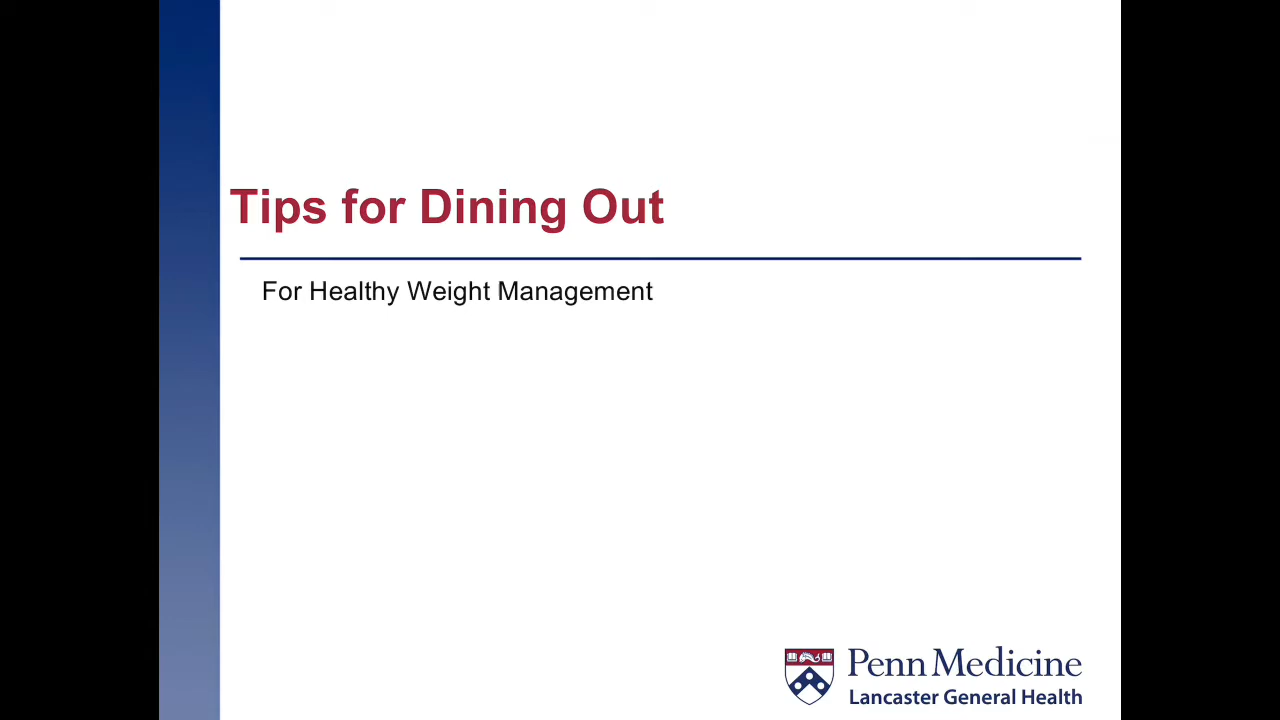 Tips for Dining Out
For Healthy Weight Management
Penn Medicine
Lancaster General Health